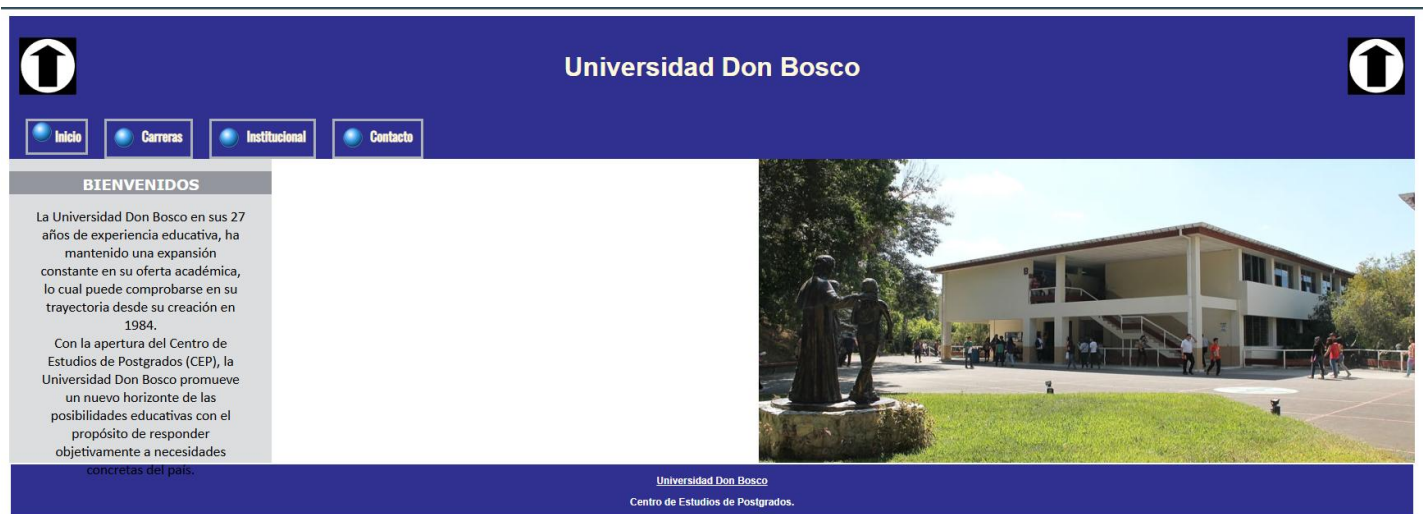 Universidad Don Bosco
Inicio
Carreras
Institucional
Contacto
BIENVENIDOS
La Universidad Don Bosco en sus 27
años de experiencia educativa, ha
mantenido una expansión
constante en su oferta académica,
lo cual puede comprobarse en su
trayectoria desde su creación en
1984.
Con la apertura del Centro de
Estudios de Postgrados (CEP), la
Universidad Don Bosco promueve
un nuevo horizonte de las
posibilidades educativas con el
propósito de responder
objetivamente a necesidades
concretas del país.
Universidad Don Bosco
Centro de Estudios de Postgrados.